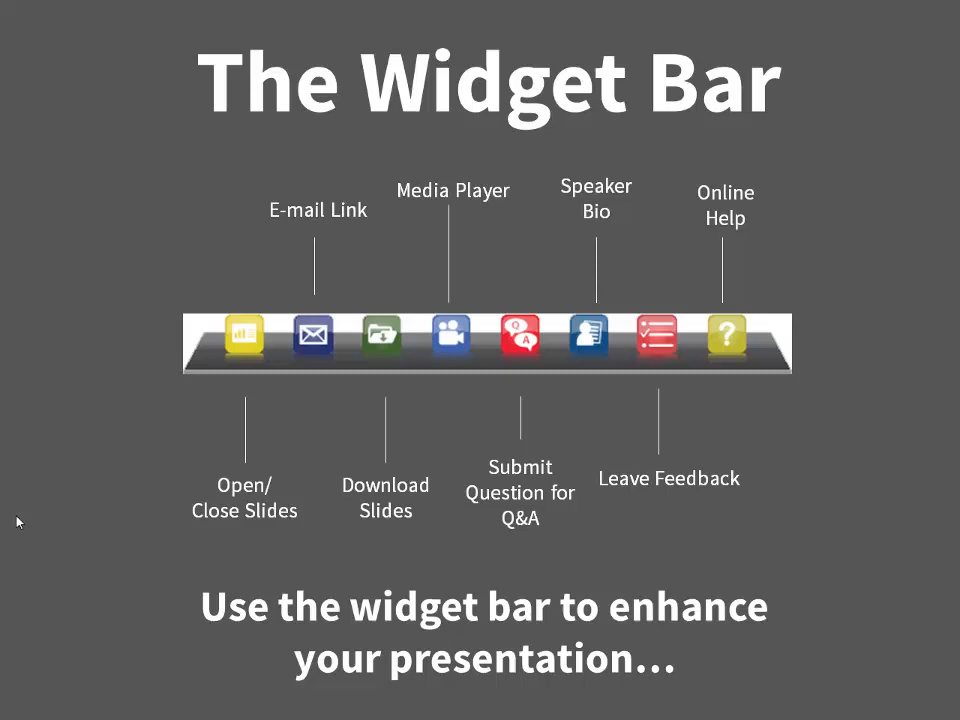 The Widget Bar
E-mail Link
Media Player
Speaker
Bio
Online
Help
Q
A
?
Open/
Close Slides
Download
Slides
Submit
Question for
Q&A
Leave Feedback
Use the widget bar to enhance
your presentation...